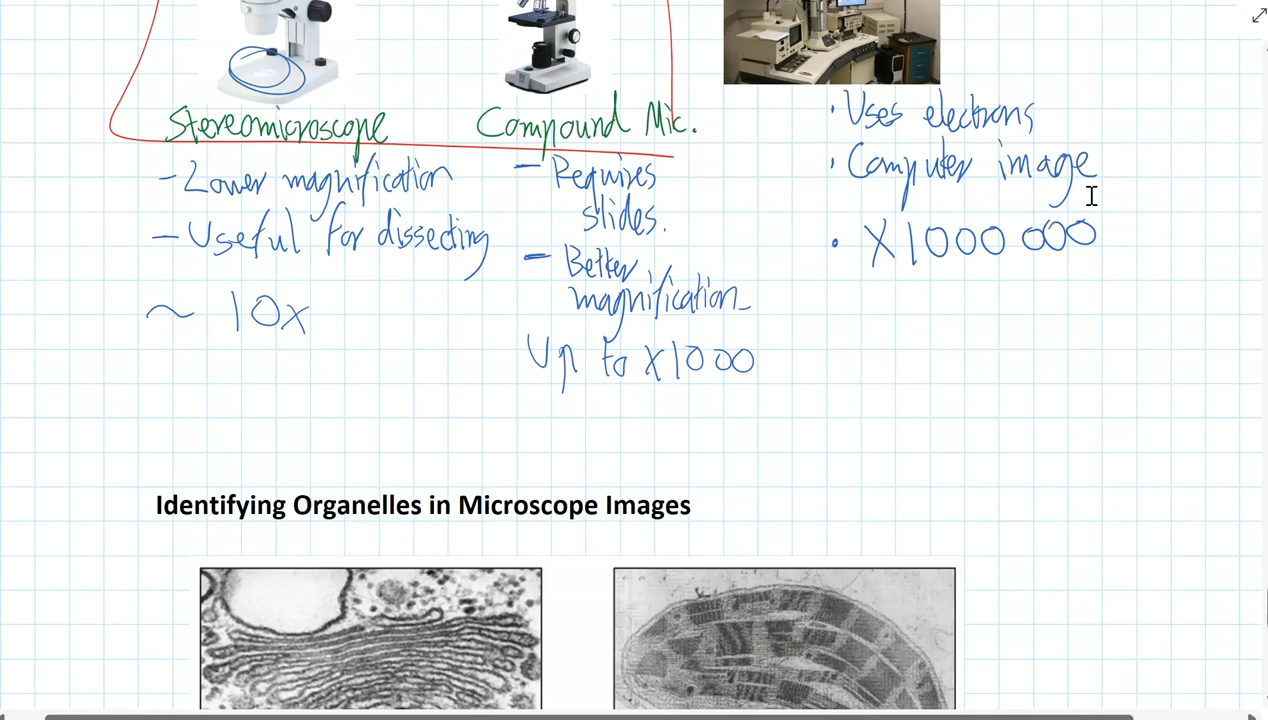 Stereomicroscope
- Lower magnification
- Useful for dissecting
~ 10x
Compound Mic.
- Requires
slides.
- Better
magnification
Up to x1000
· Uses electrons
· Computer image
· X1000 000
Identifying Organelles in Microscope Images